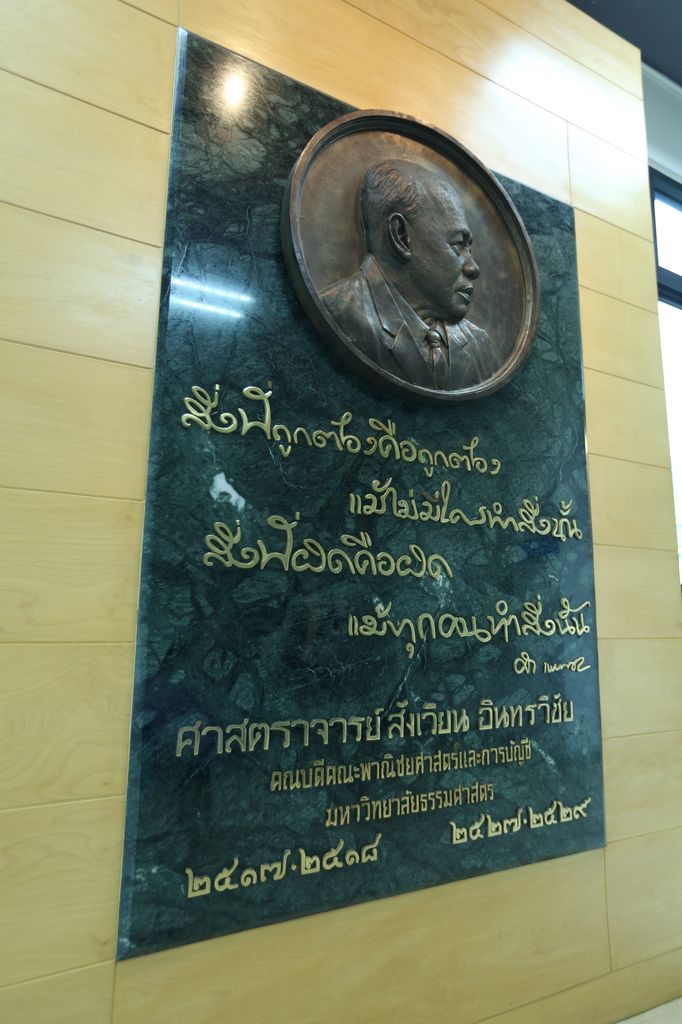 สิ่งที่ถูกต้องคือถูกต้อง
แม้ไม่มีใครทำสิ่งนั้น
สิ่งที่ผิดคือผิด
แม้ทุกคนทำสิ่งนั้น
ศาสตราจารย์ สังเวียน อินทรวิชัย
คณบดีคณะพาณิชยศาสตร์และการบัญชี
มหาวิทยาลัยธรรมศาสตร์
๒๕๑๗-๒๕๑๘ ๒๕๒๗-๒๕๒๙